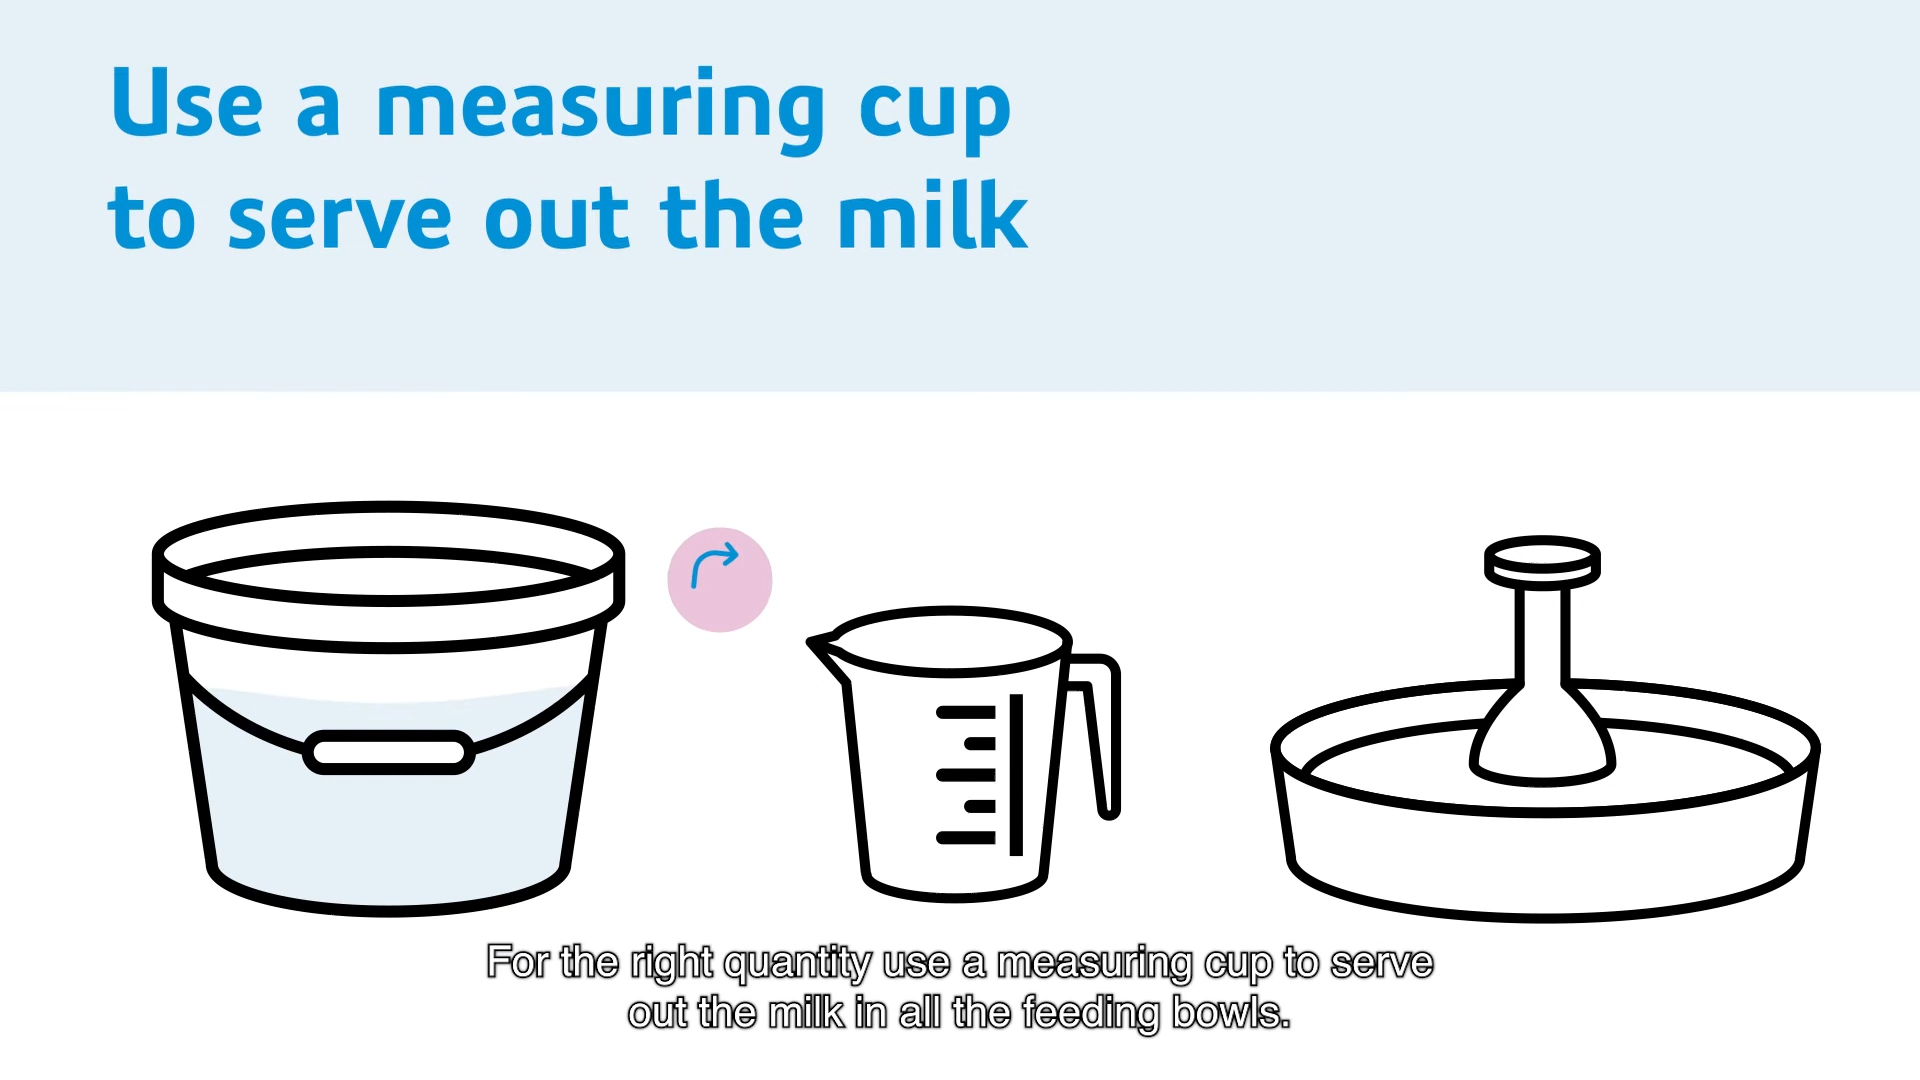 Use a measuring cup
to serve out the milk
For the right quantity use a measuring cup to serve
out the milk in all the feeding bowls.